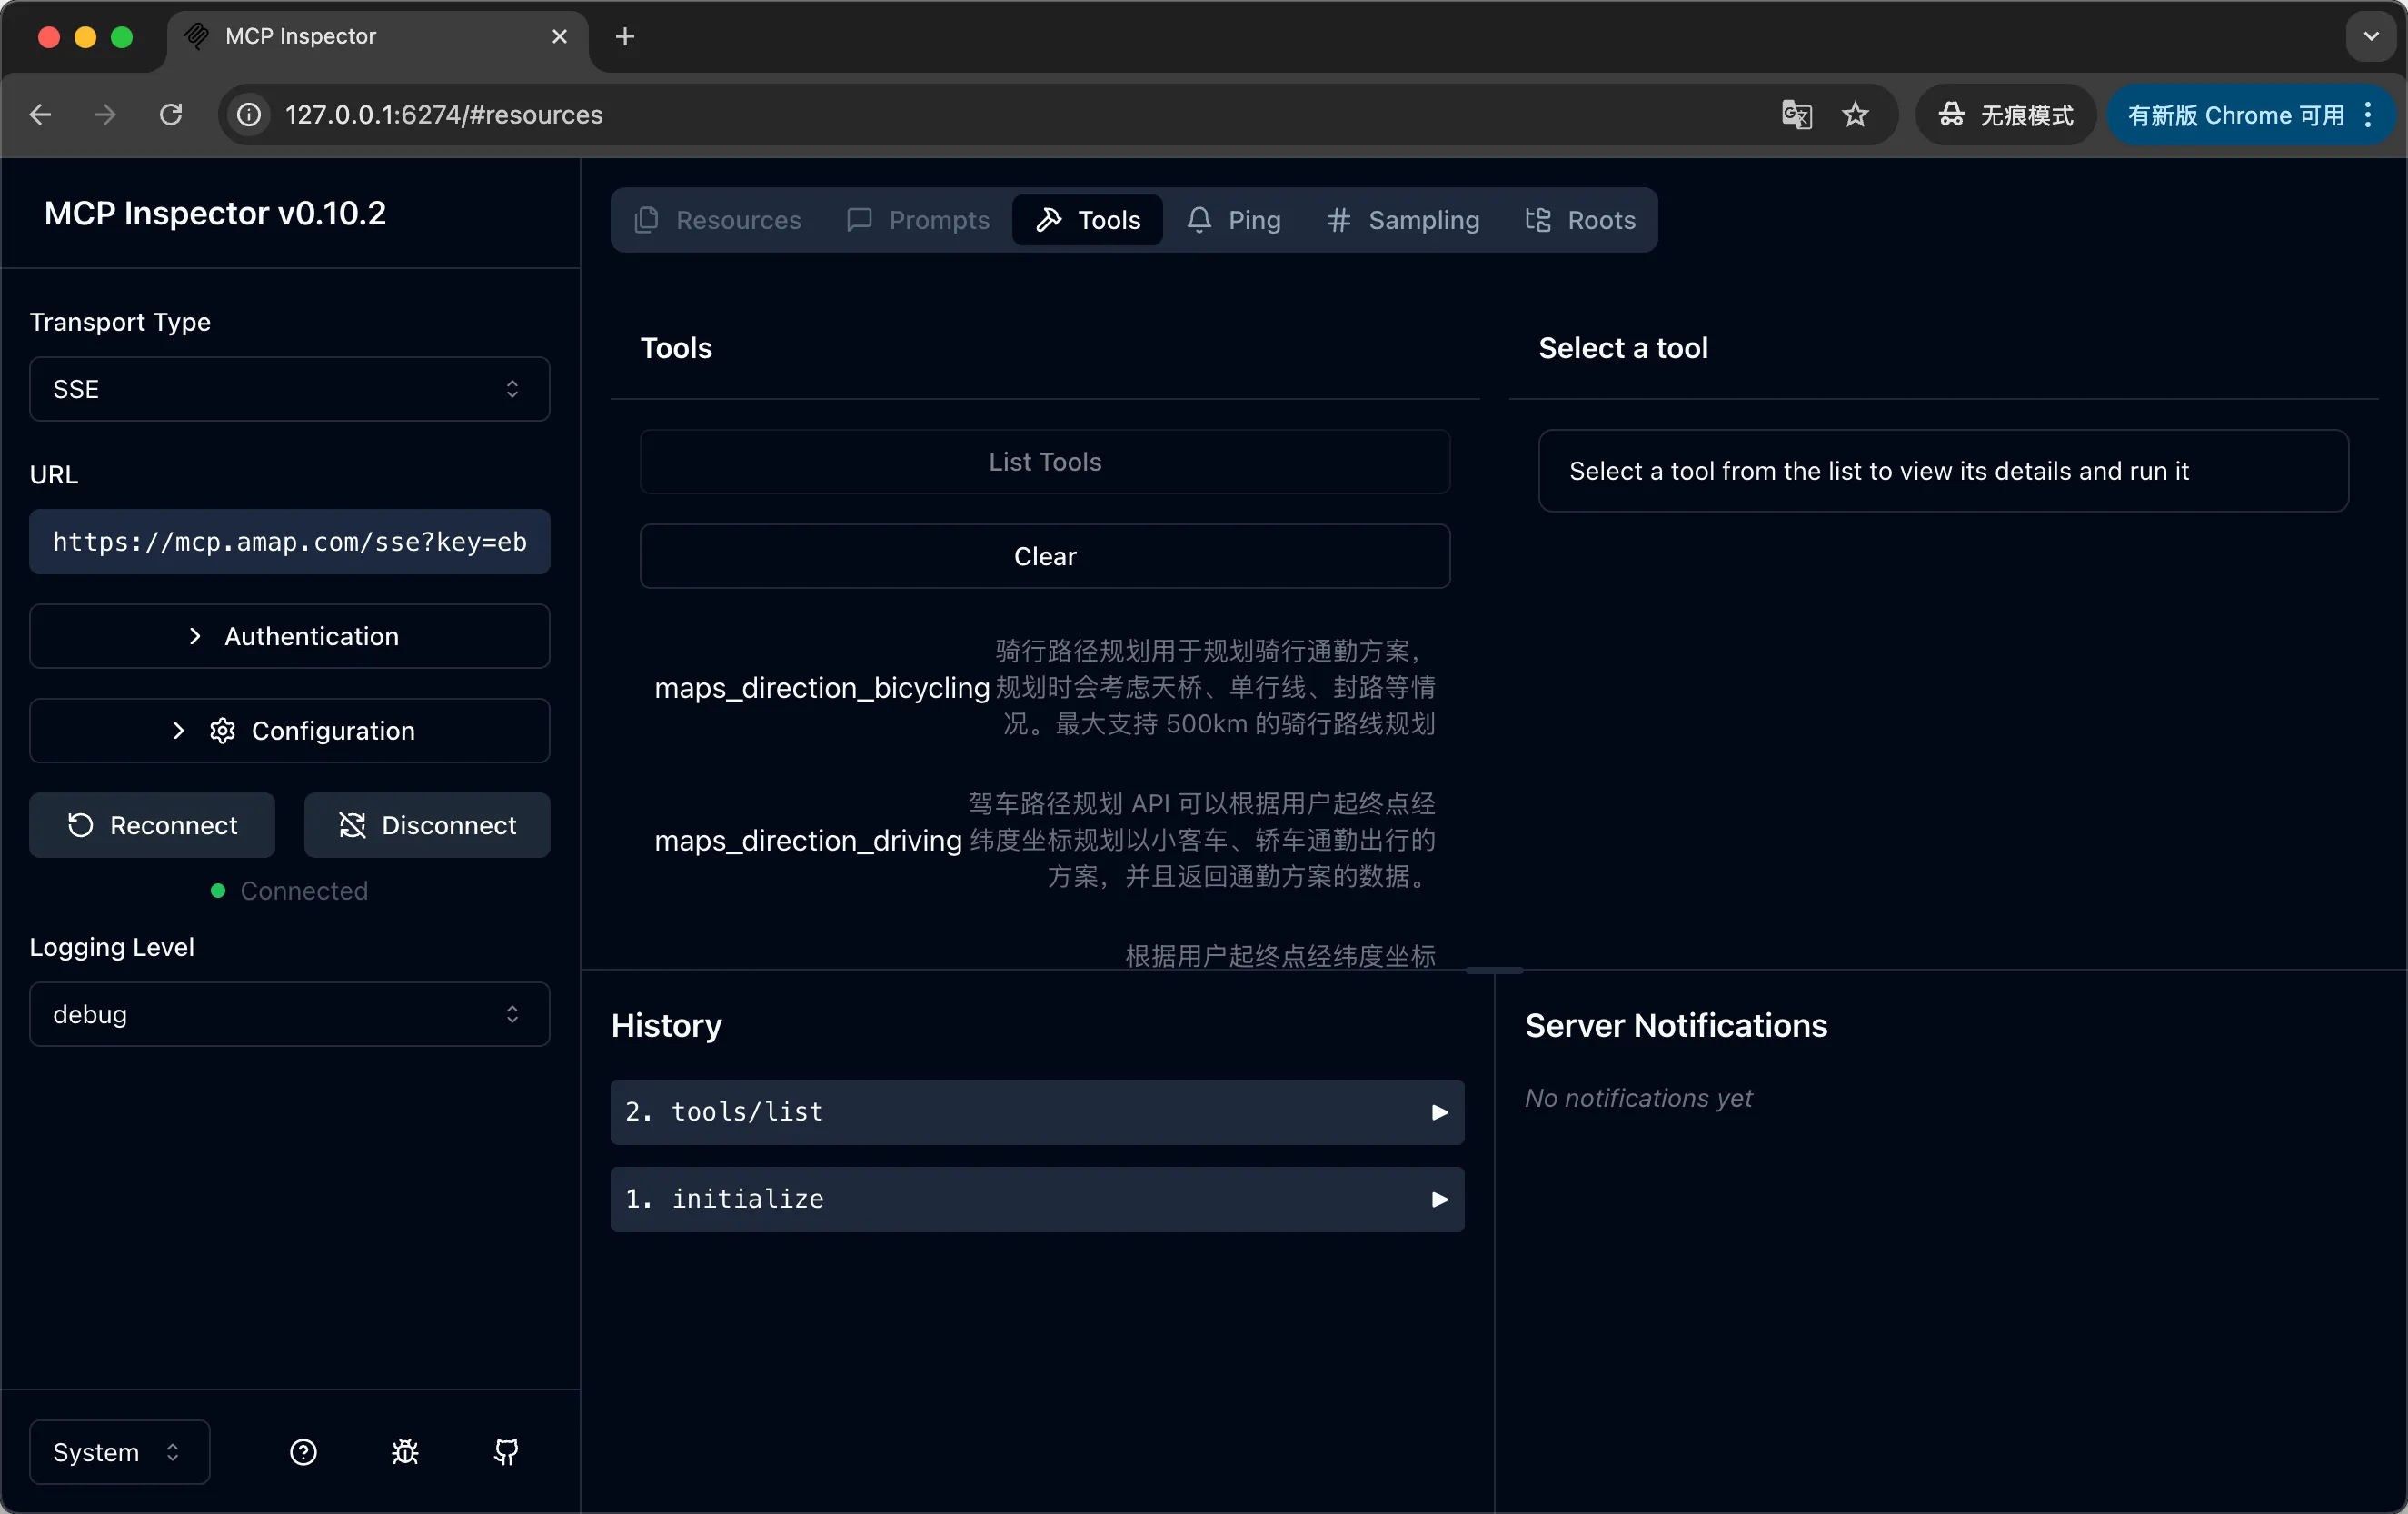 MCP Inspector
127.0.0.1:6274/#resources
无痕模式
有新版 Chrome 可用
MCP Inspector v0.10.2
Transport Type
SSE
URL
https://mcp.amap.com/sse?key=eb
Authentication
Configuration
Reconnect
Disconnect
Connected
Logging Level
debug
System
Resources
Prompts
Tools
Ping
Sampling
Roots
Tools
List Tools
Clear
maps_direction_bicycling
骑行路径规划用于规划骑行通勤方案，
规划时会考虑天桥、单行线、封路等情
况。最大支持 500km 的骑行路线规划
maps_direction_driving
驾车路径规划 API 可以根据用户起终点经
纬度坐标规划以小客车、轿车通勤出行的
方案，并且返回通勤方案的数据。
根据用户起终点经纬度坐标
Select a tool
Select a tool from the list to view its details and run it
History
2. tools/list
1. initialize
Server Notifications
No notifications yet